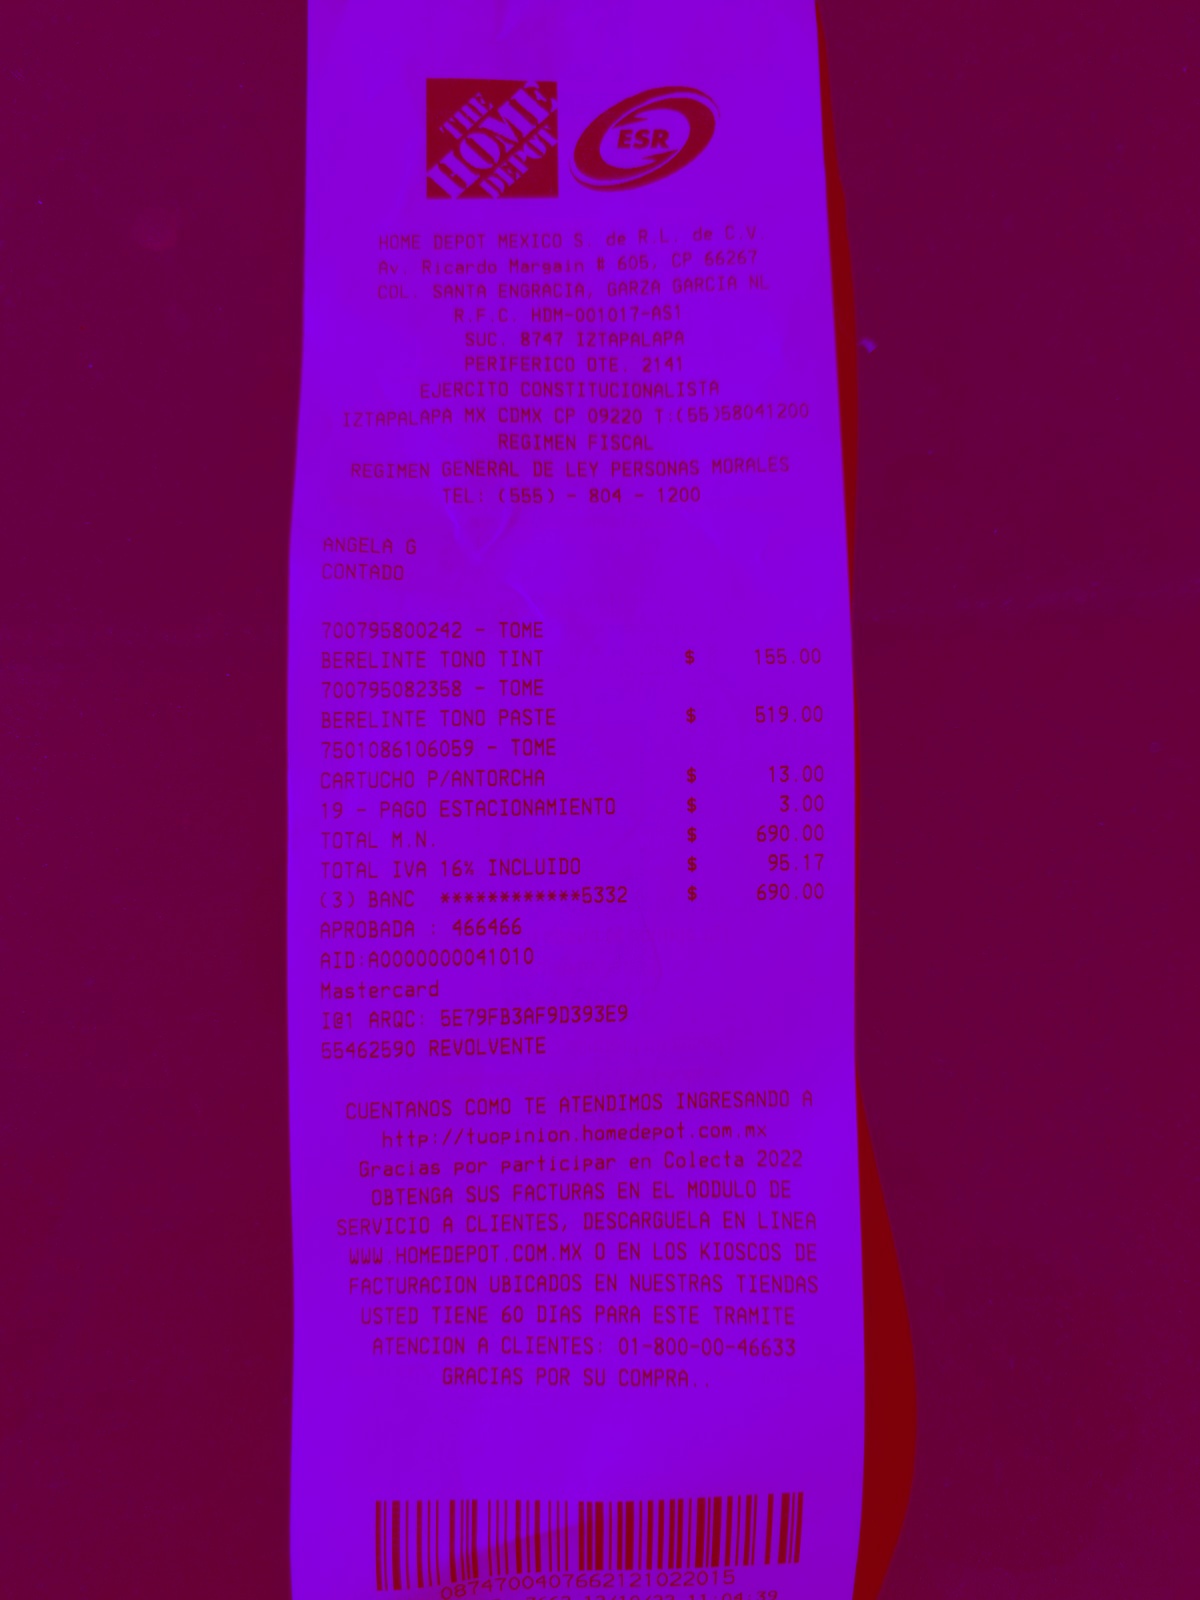 THE
HOME
DEPOT
ESR
HOME DEPOT MEXICO S. de R.L. de C.V.
Av. Ricardo Margain # 605, CP 66267
COL. SANTA ENGRACIA, GARZA GARCIA NL
R.F.C. HDM-001017-AS1
SUC. 8747 IZTAPALAPA
PERIFERICO OTE. 2141
EJERCITO CONSTITUCIONALISTA
IZTAPALAPA MX CDMX CP 09220 T:(55)58041200
REGIMEN FISCAL
REGIMEN GENERAL DE LEY PERSONAS MORALES
TEL: (555) - 804 - 1200
ANGELA G
CONTADO
700795800242 - TOME
BERELINTE TONO TINT $ 155.00
700795082358 - TOME
BERELINTE TONO PASTE $ 519.00
7501086106059 - TOME
CARTUCHO P/ANTORCHA $ 13.00
19 - PAGO ESTACIONAMIENTO $ 3.00
TOTAL M.N. $ 690.00
TOTAL IVA 16% INCLUIDO $ 95.17
(3) BANC ************5332 $ 690.00
APROBADA : 466466
AID:A0000000041010
Mastercard
I@1 ARQC: 5E79FB3AF9D393E9
55462590 REVOLVENTE
CUENTANOS COMO TE ATENDIMOS INGRESANDO A
http://tuopinion.homedepot.com.mx
Gracias por participar en Colecta 2022
OBTENGA SUS FACTURAS EN EL MODULO DE
SERVICIO A CLIENTES, DESCARGUELA EN LINEA
WWW.HOMEDEPOT.COM.MX O EN LOS KIOSCOS DE
FACTURACION UBICADOS EN NUESTRAS TIENDAS
USTED TIENE 60 DIAS PARA ESTE TRAMITE
ATENCION A CLIENTES: 01-800-00-46633
GRACIAS POR SU COMPRA..
0874700407662121022015